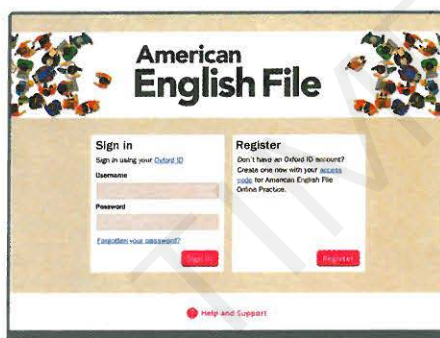 American
English File
Sign in
Sign in using your Oxford ID
Username
Password
Forgotten your password?
Sign in
Register
Don't have an Oxford ID account?
Create one now with your access
code for American English File
Online Practice.
Register
Help and Support